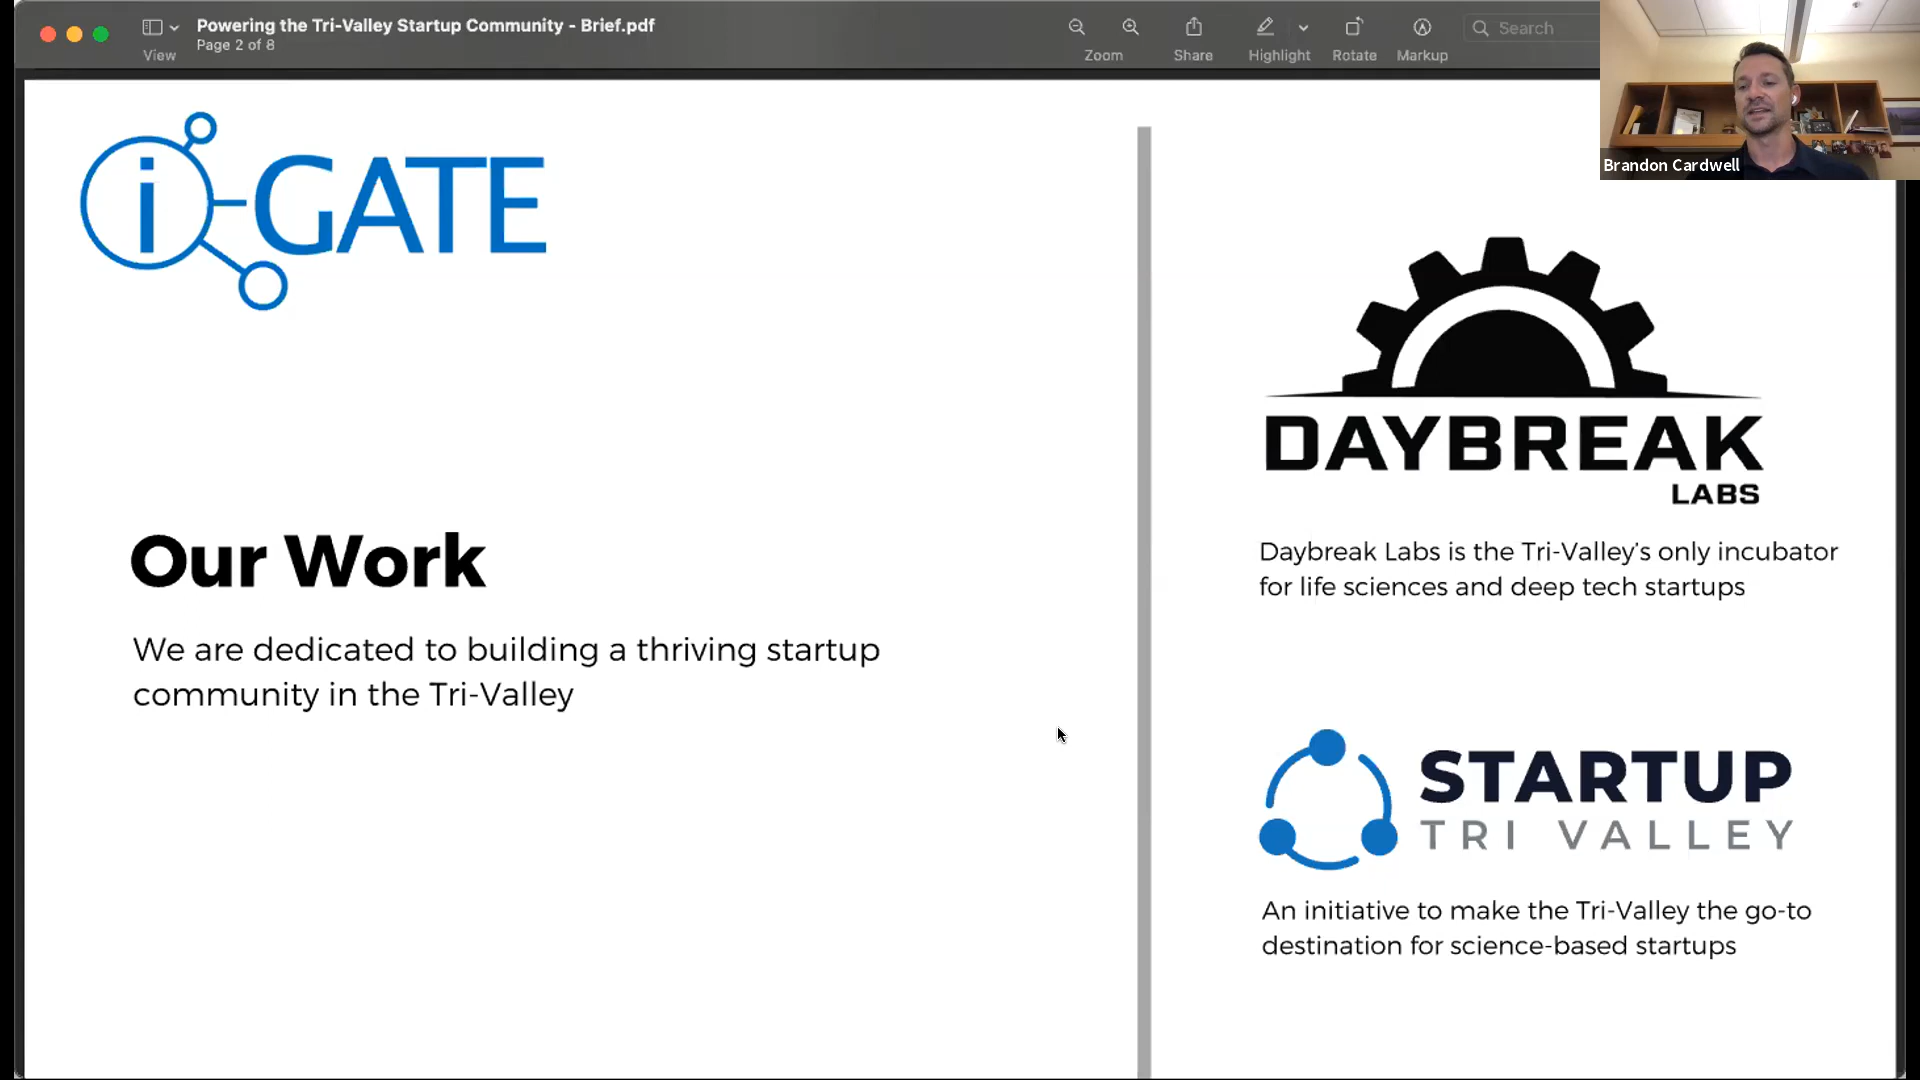 Powering the Tri-Valley Startup Community - Brief.pdf
Page 2 of 8
View
Zoom
Share
Highlight
Rotate
Markup
Search
Brandon Cardwell
i-GATE
Our Work
We are dedicated to building a thriving startup
community in the Tri-Valley
DAYBREAK
LABS
Daybreak Labs is the Tri-Valley's only incubator
for life sciences and deep tech startups
STARTUP
TRI VALLEY
An initiative to make the Tri-Valley the go-to
destination for science-based startups